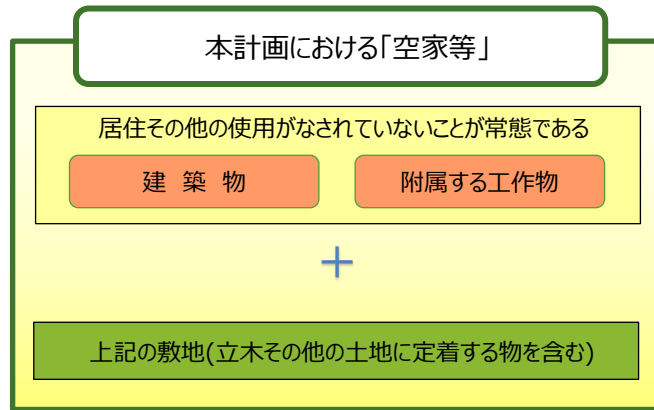 本計画における「空家等」
居住その他の使用がなされていないことが常態である
建 築 物
附属する工作物
＋
上記の敷地(立木その他の土地に定着する物を含む)